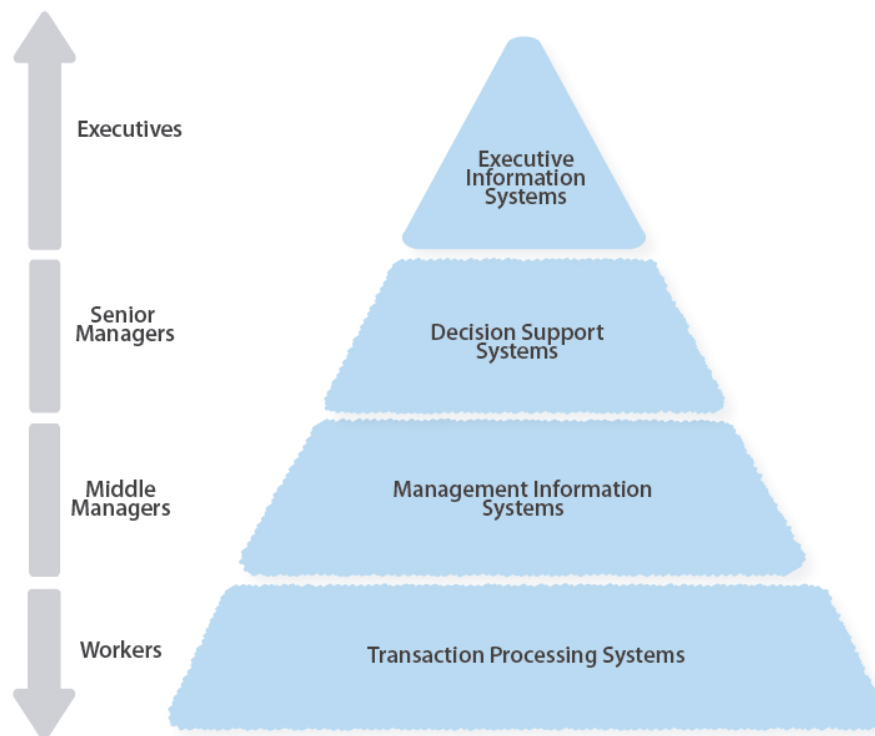 Executives
Executive
Information
Systems
Senior
Managers
Decision Support
Systems
Middle
Managers
Management Information
Systems
Workers
Transaction Processing Systems